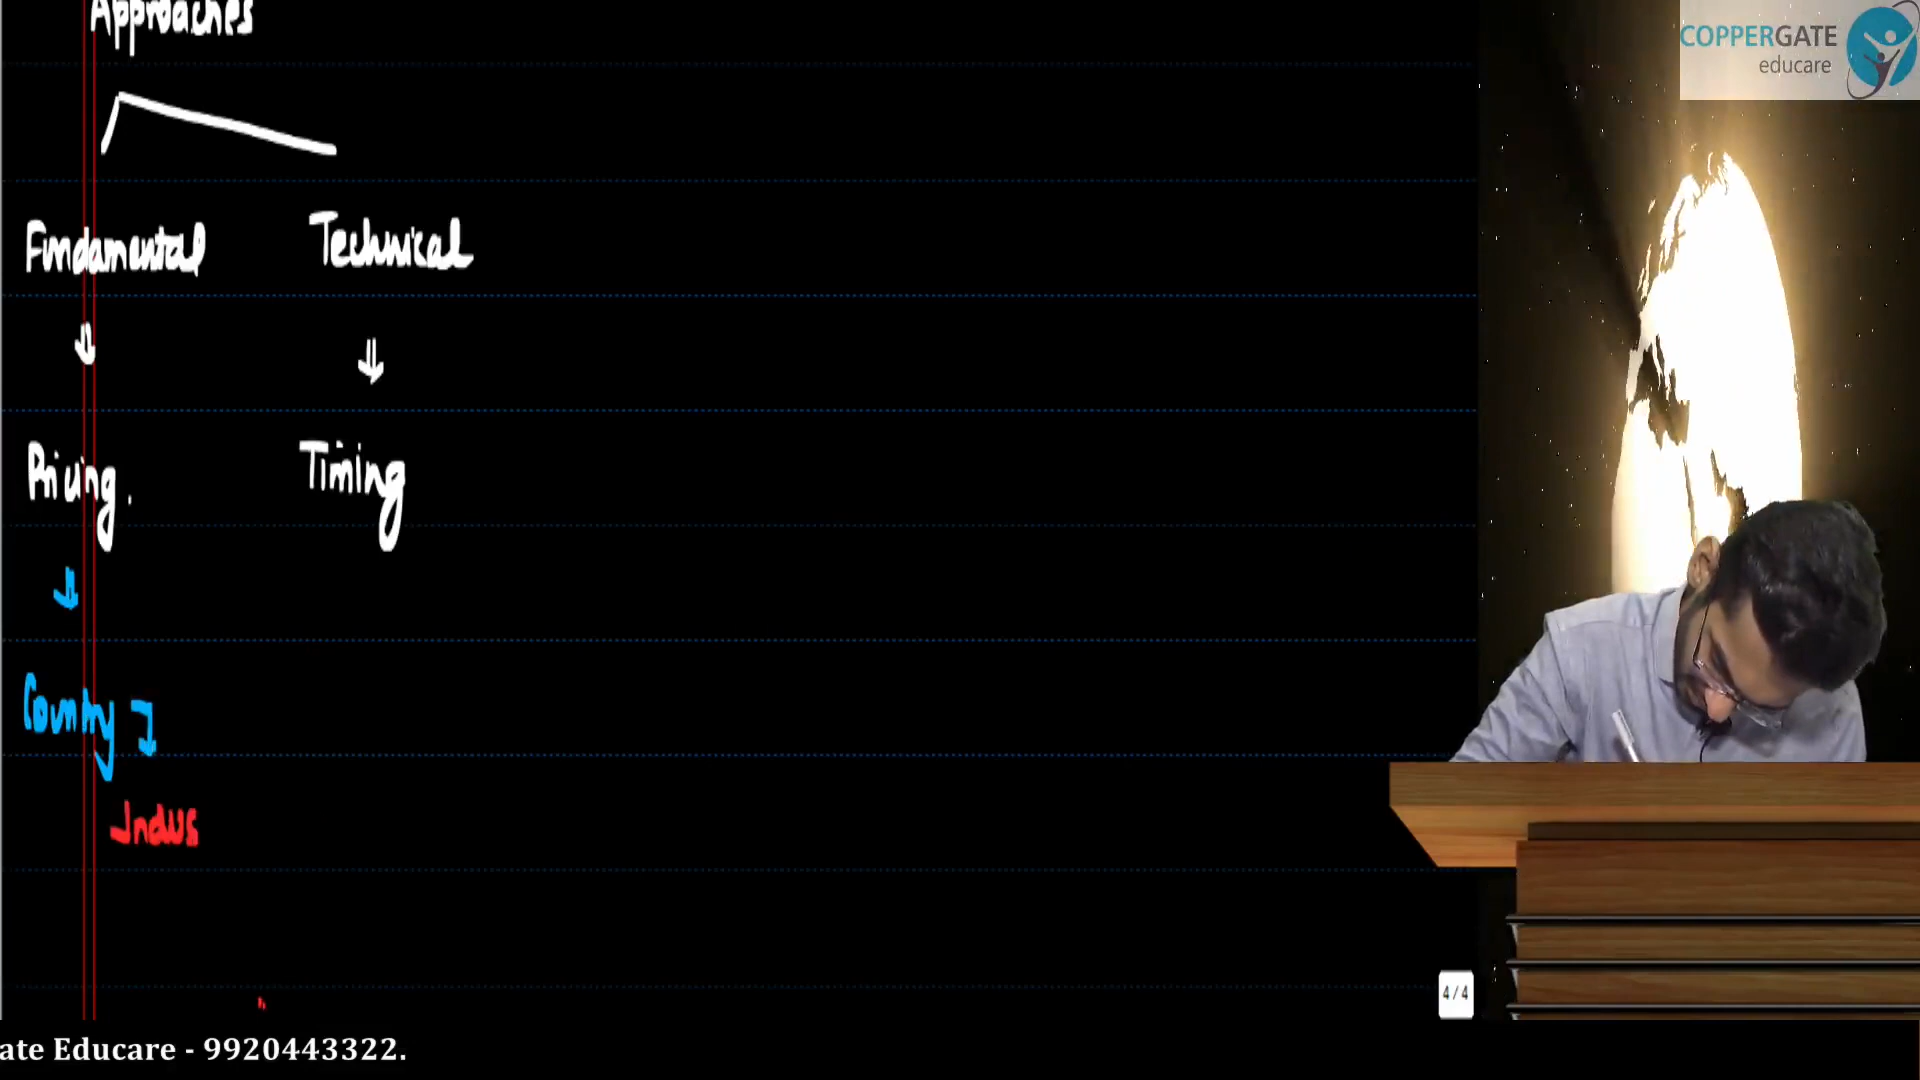 Approaches
COPPERGATE
educare
Fundamental Technical
Pricing. Timing
Country
Indus
4/4
ate Educare - 9920443322.